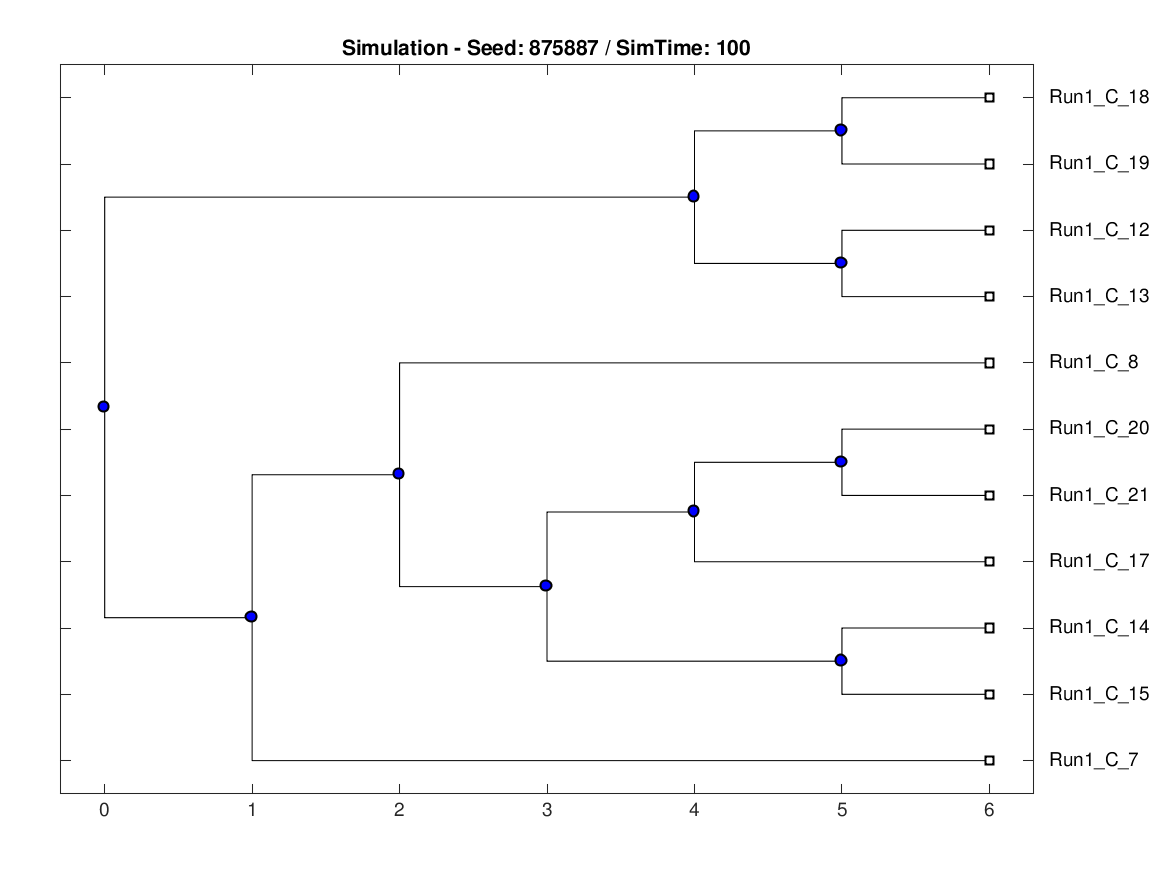 Simulation - Seed: 875887 / SimTime: 100
Run1_C_18
Run1_C_19
Run1_C_12
Run1_C_13
Run1_C_8
Run1_C_20
Run1_C_21
Run1_C_17
Run1_C_14
Run1_C_15
Run1_C_7
0 1 2 3 4 5 6